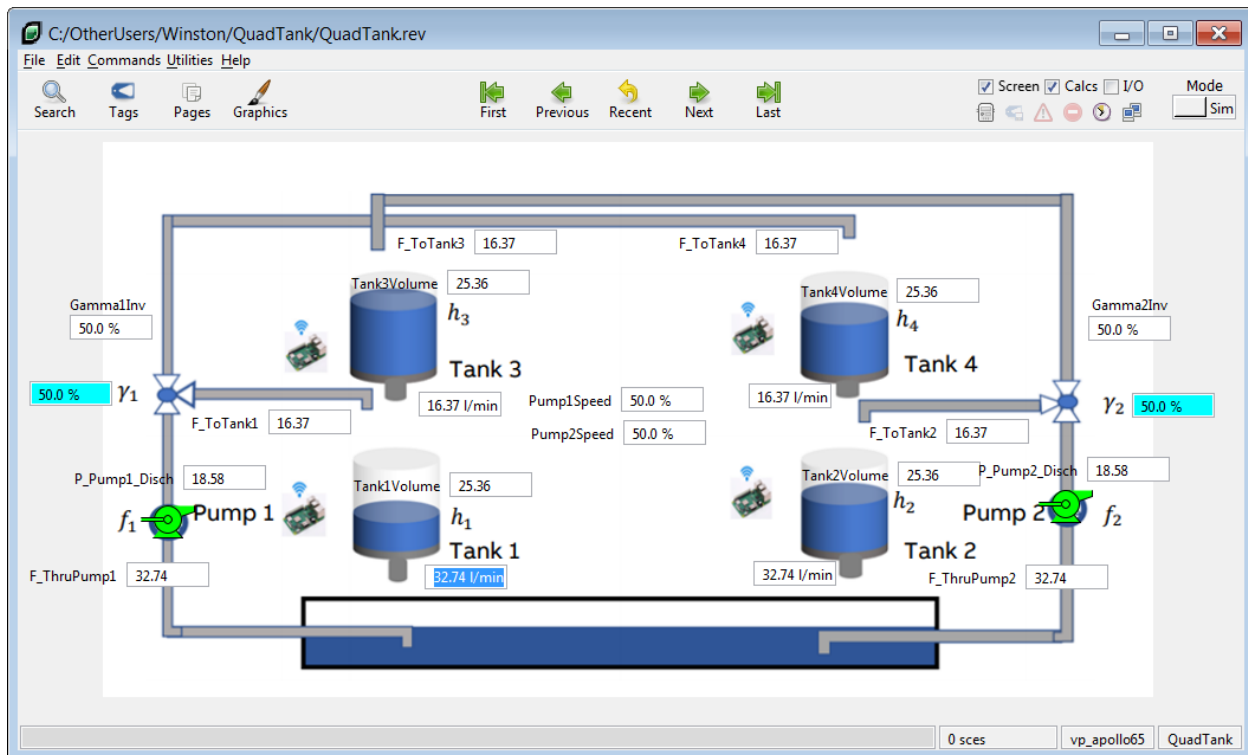 C:/OtherUsers/Winston/QuadTank/QuadTank.rev
File Edit Commands Utilities Help
Search Tags Pages Graphics First Previous Recent Next Last
Screen Calcs I/O
Mode
Sim
F_ToTank3 16.37
F_ToTank4 16.37
Tank3Volume 25.36
Tank4Volume 25.36
Gamma1Inv
50.0 %
Gamma2Inv
50.0 %
h3
h4
Tank 3
Tank 4
50.0 % γ1
γ2 50.0 %
16.37 l/min
Pump1Speed 50.0 %
16.37 l/min
F_ToTank1 16.37
Pump2Speed 50.0 %
F_ToTank2 16.37
P_Pump1_Disch 18.58
Tank1Volume 25.36
Tank2Volume 25.36
P_Pump2_Disch 18.58
f1 Pump 1
h1
h2
Pump 2 f2
Tank 1
Tank 2
F_ThruPump1 32.74
32.74 l/min
32.74 l/min
F_ThruPump2 32.74
0 sces vp_apollo65 QuadTank